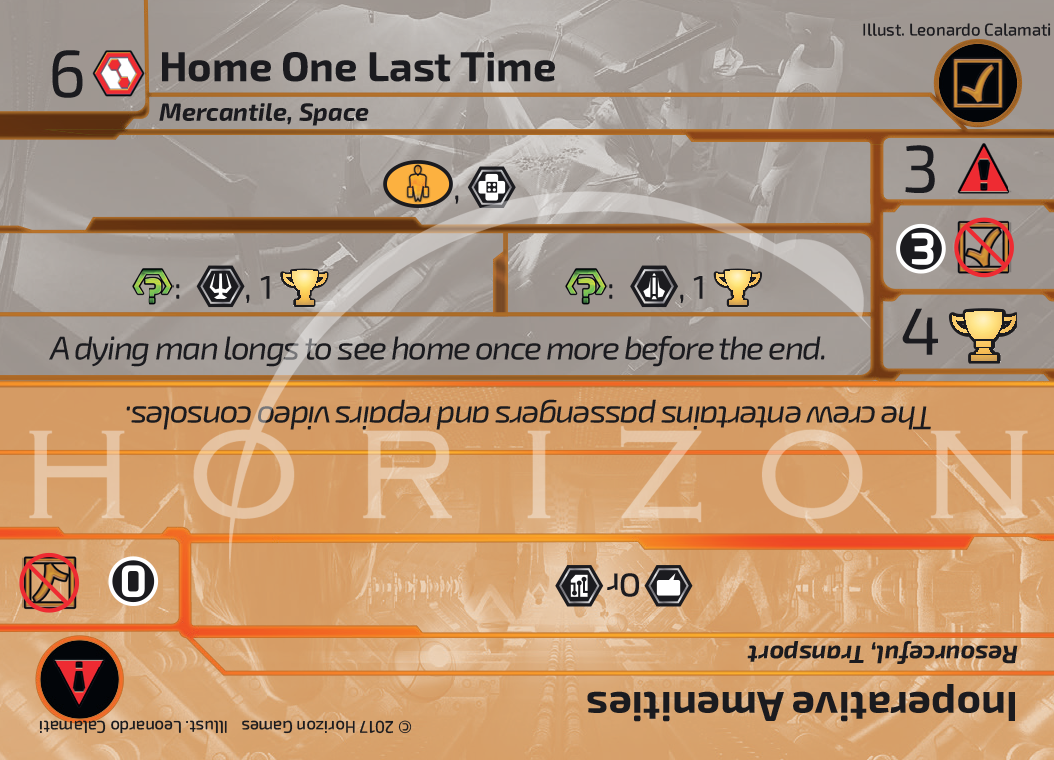 Illust. Leonardo Calamati
6 Home One Last Time
Mercantile, Space
3
,
3
: , 1 : , 1
4
A dying man longs to see home once more before the end.
The crew entertains passengers and repairs video consoles.
HORIZON
0
Or
Resourceful, Transport
Inoperative Amenities
© 2017 Horizon Games Illust. Leonardo Calamati